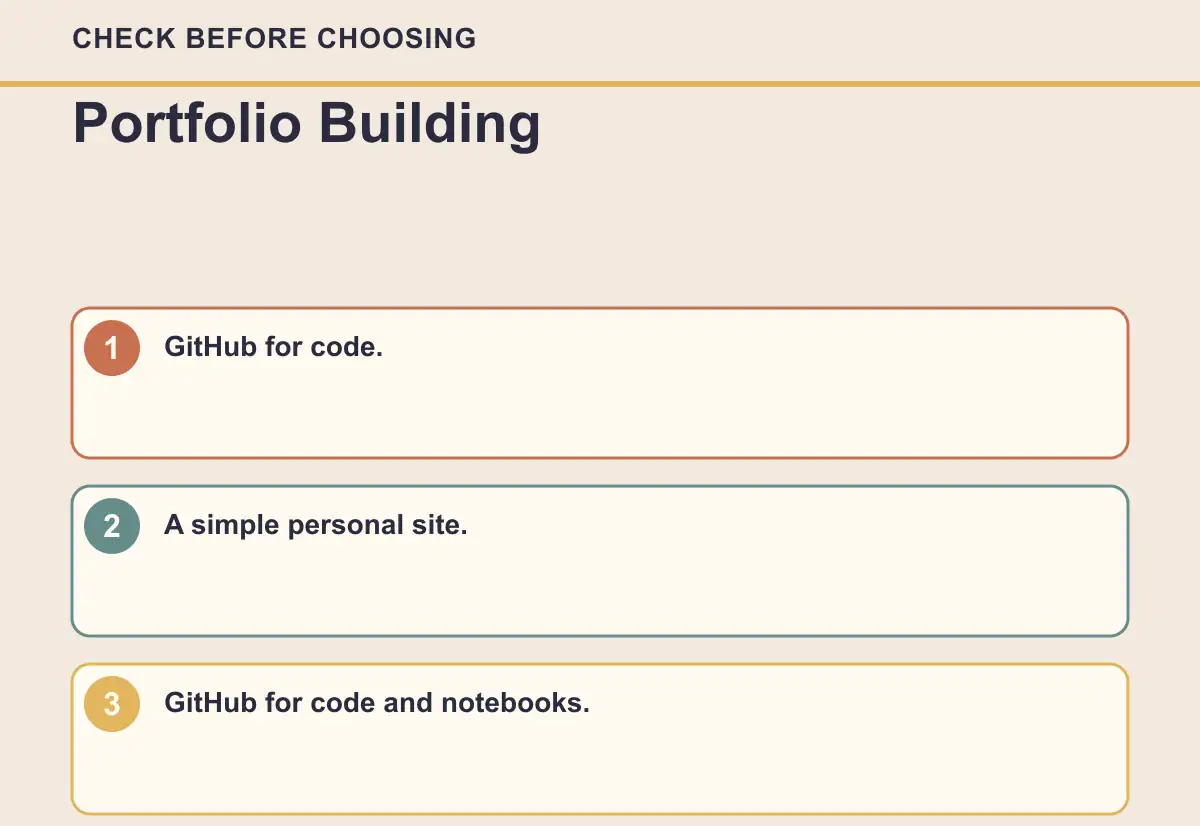 CHECK BEFORE CHOOSING
Portfolio Building
1 GitHub for code.
2 A simple personal site.
3 GitHub for code and notebooks.